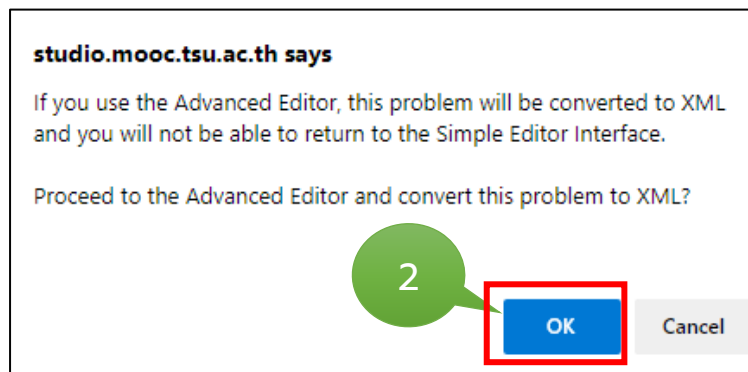 studio.mooc.tsu.ac.th says
If you use the Advanced Editor, this problem will be converted to XML
and you will not be able to return to the Simple Editor Interface.
Proceed to the Advanced Editor and convert this problem to XML?
2
OK
Cancel